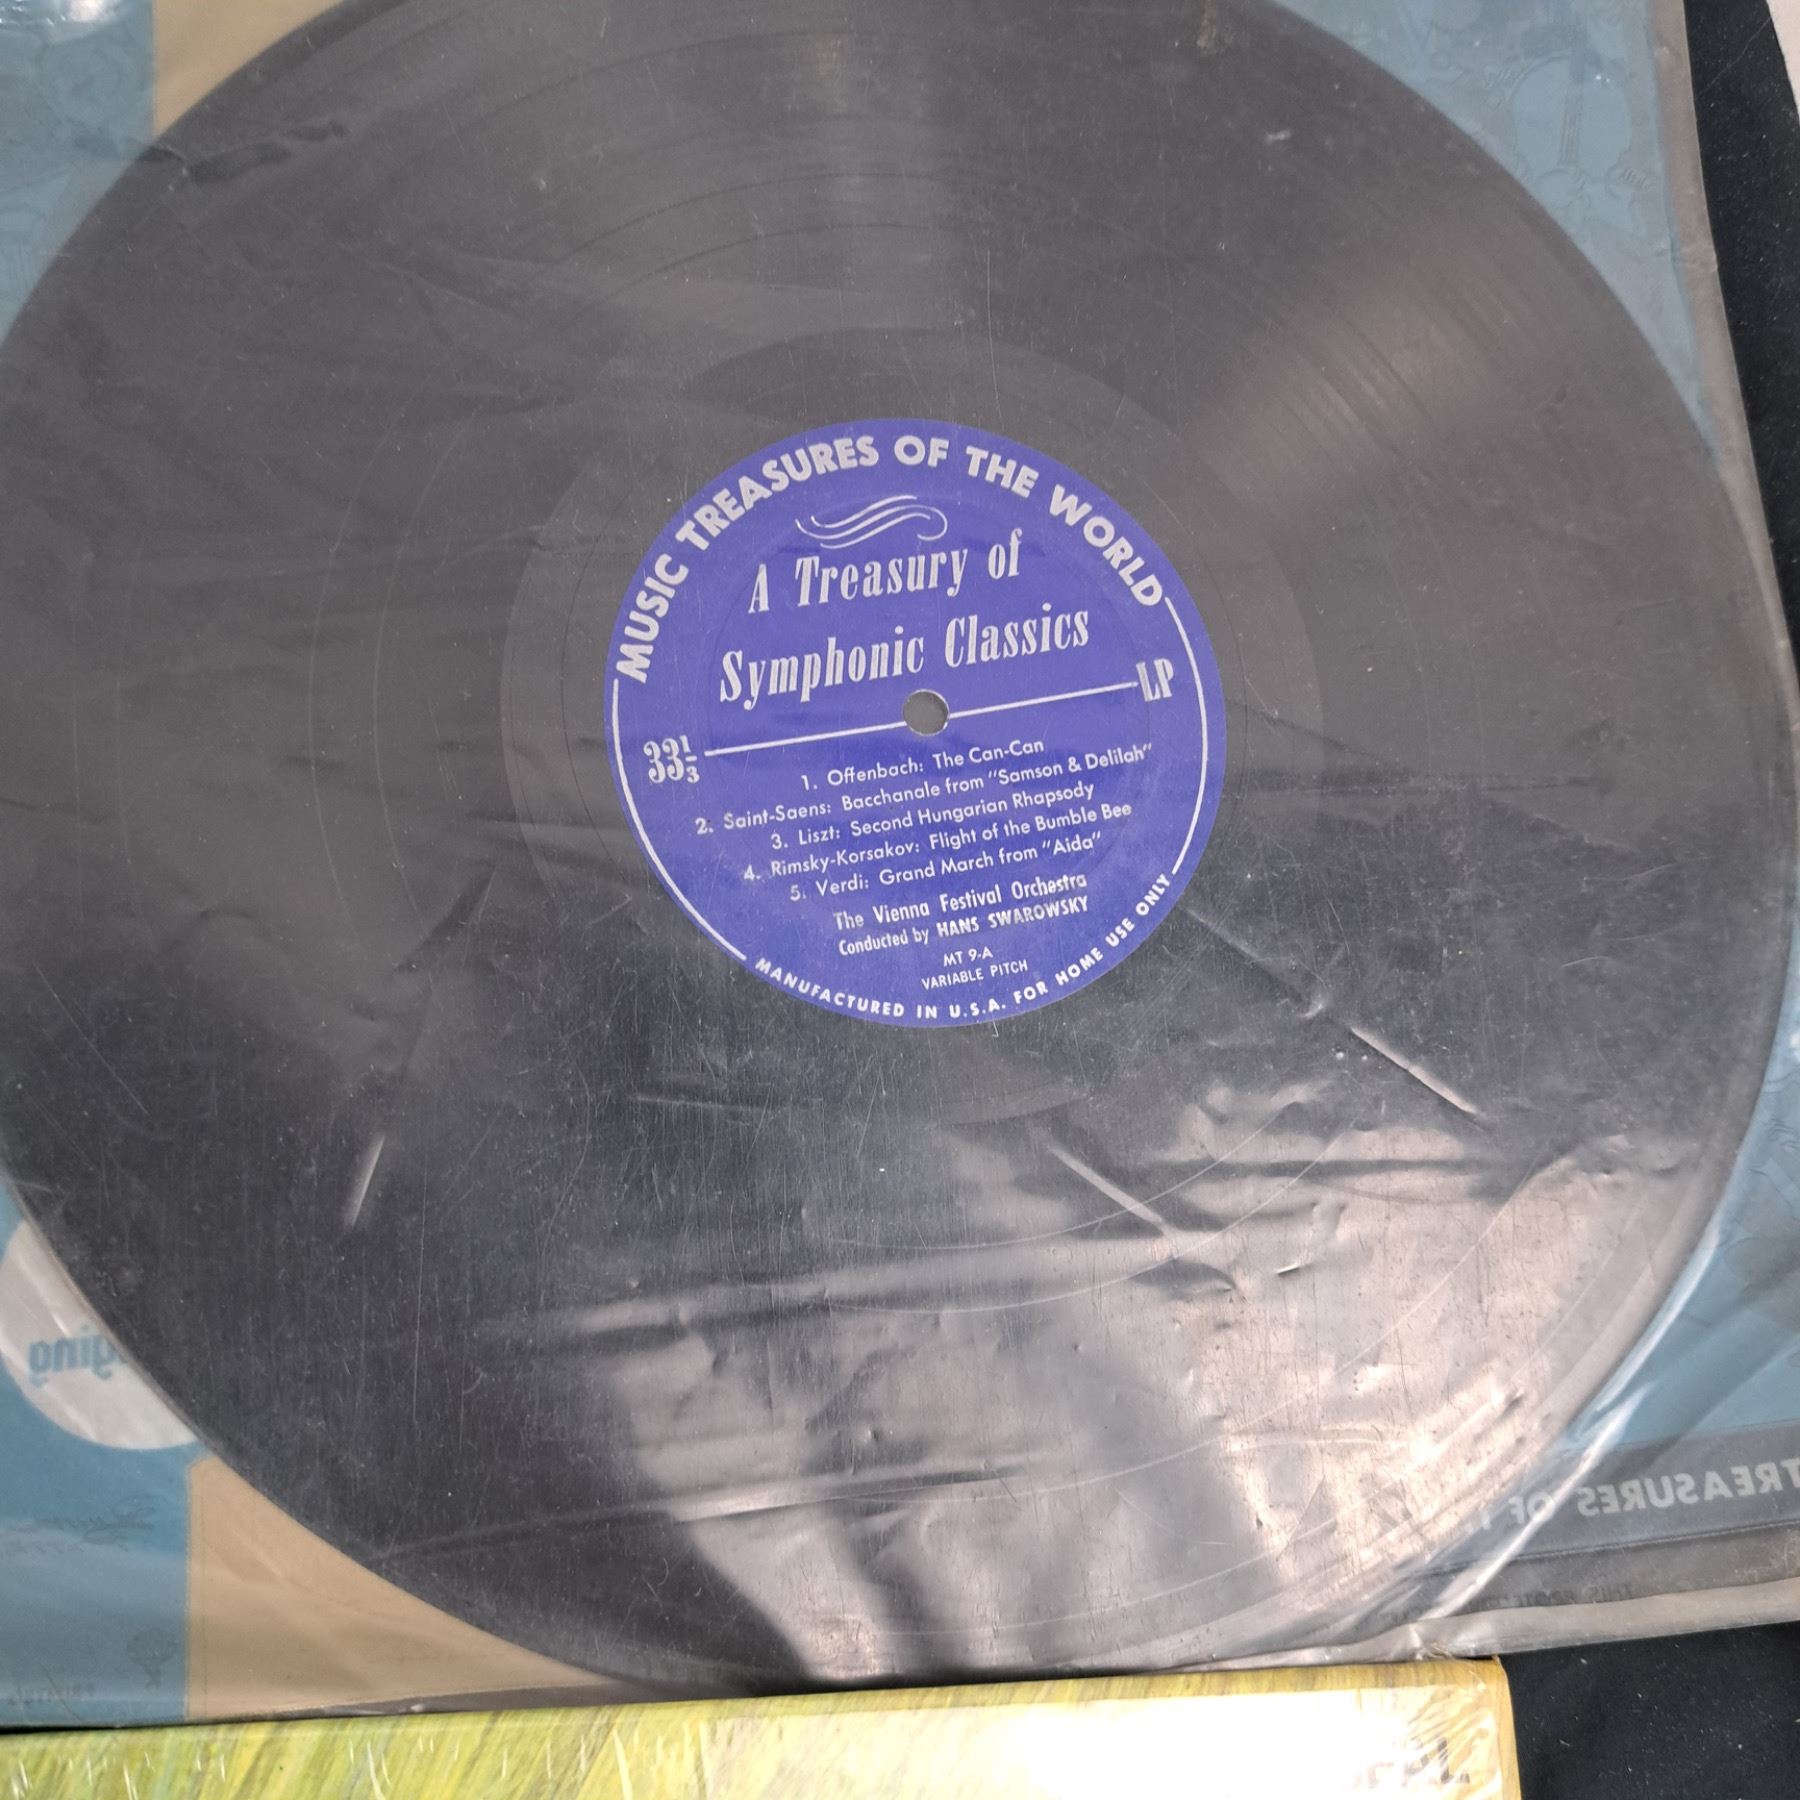 MUSIC TREASURES OF THE WORLD
A Treasury of
Symphonic Classics
LP
33 1/3
1. Offenbach: The Can-Can
2. Saint-Saens: Bacchanale from "Samson & Delilah"
3. Liszt: Second Hungarian Rhapsody
4. Rimsky-Korsakov: Flight of the Bumble Bee
5. Verdi: Grand March from "Aida"
The Vienna Festival Orchestra
Conducted by HANS SWAROWSKY
MT 9-A
VARIABLE PITCH
MANUFACTURED IN U.S.A. FOR HOME USE ONLY
TREASURES OF